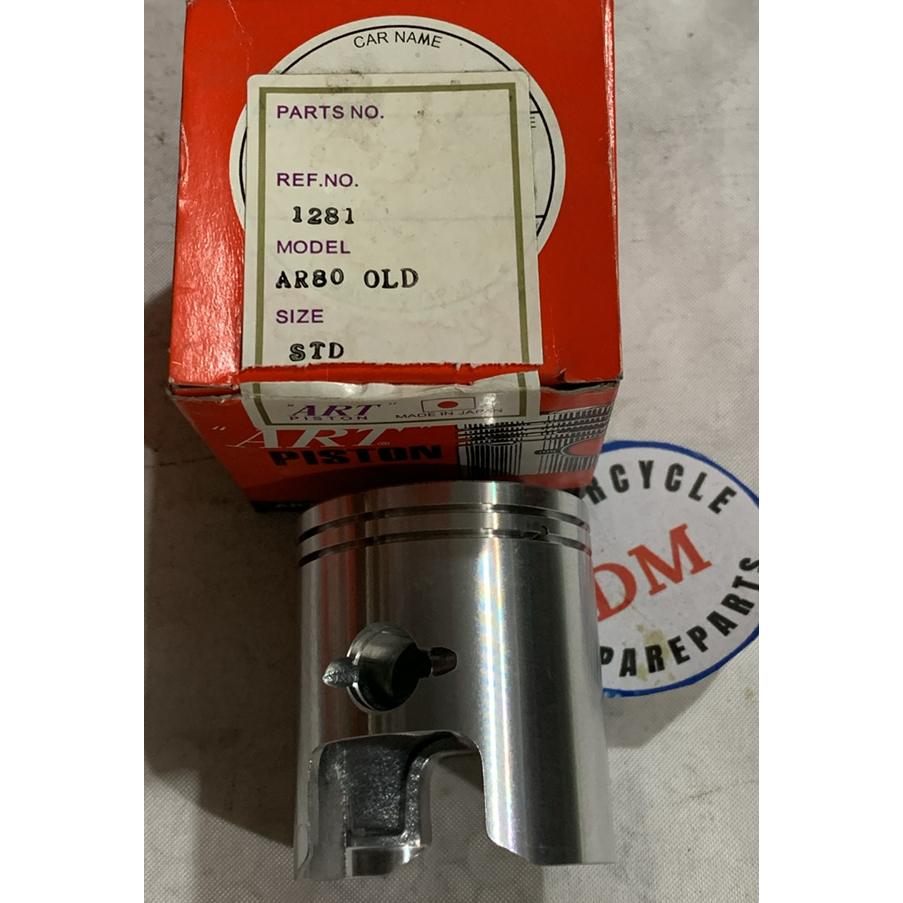 CAR NAME
PARTS NO.
REF.NO.
1281
MODEL
AR80 OLD
SIZE
STD
"ART"
PISTON
MADE IN JAPAN
"ART"
PISTON
DM
SPAREPARTS